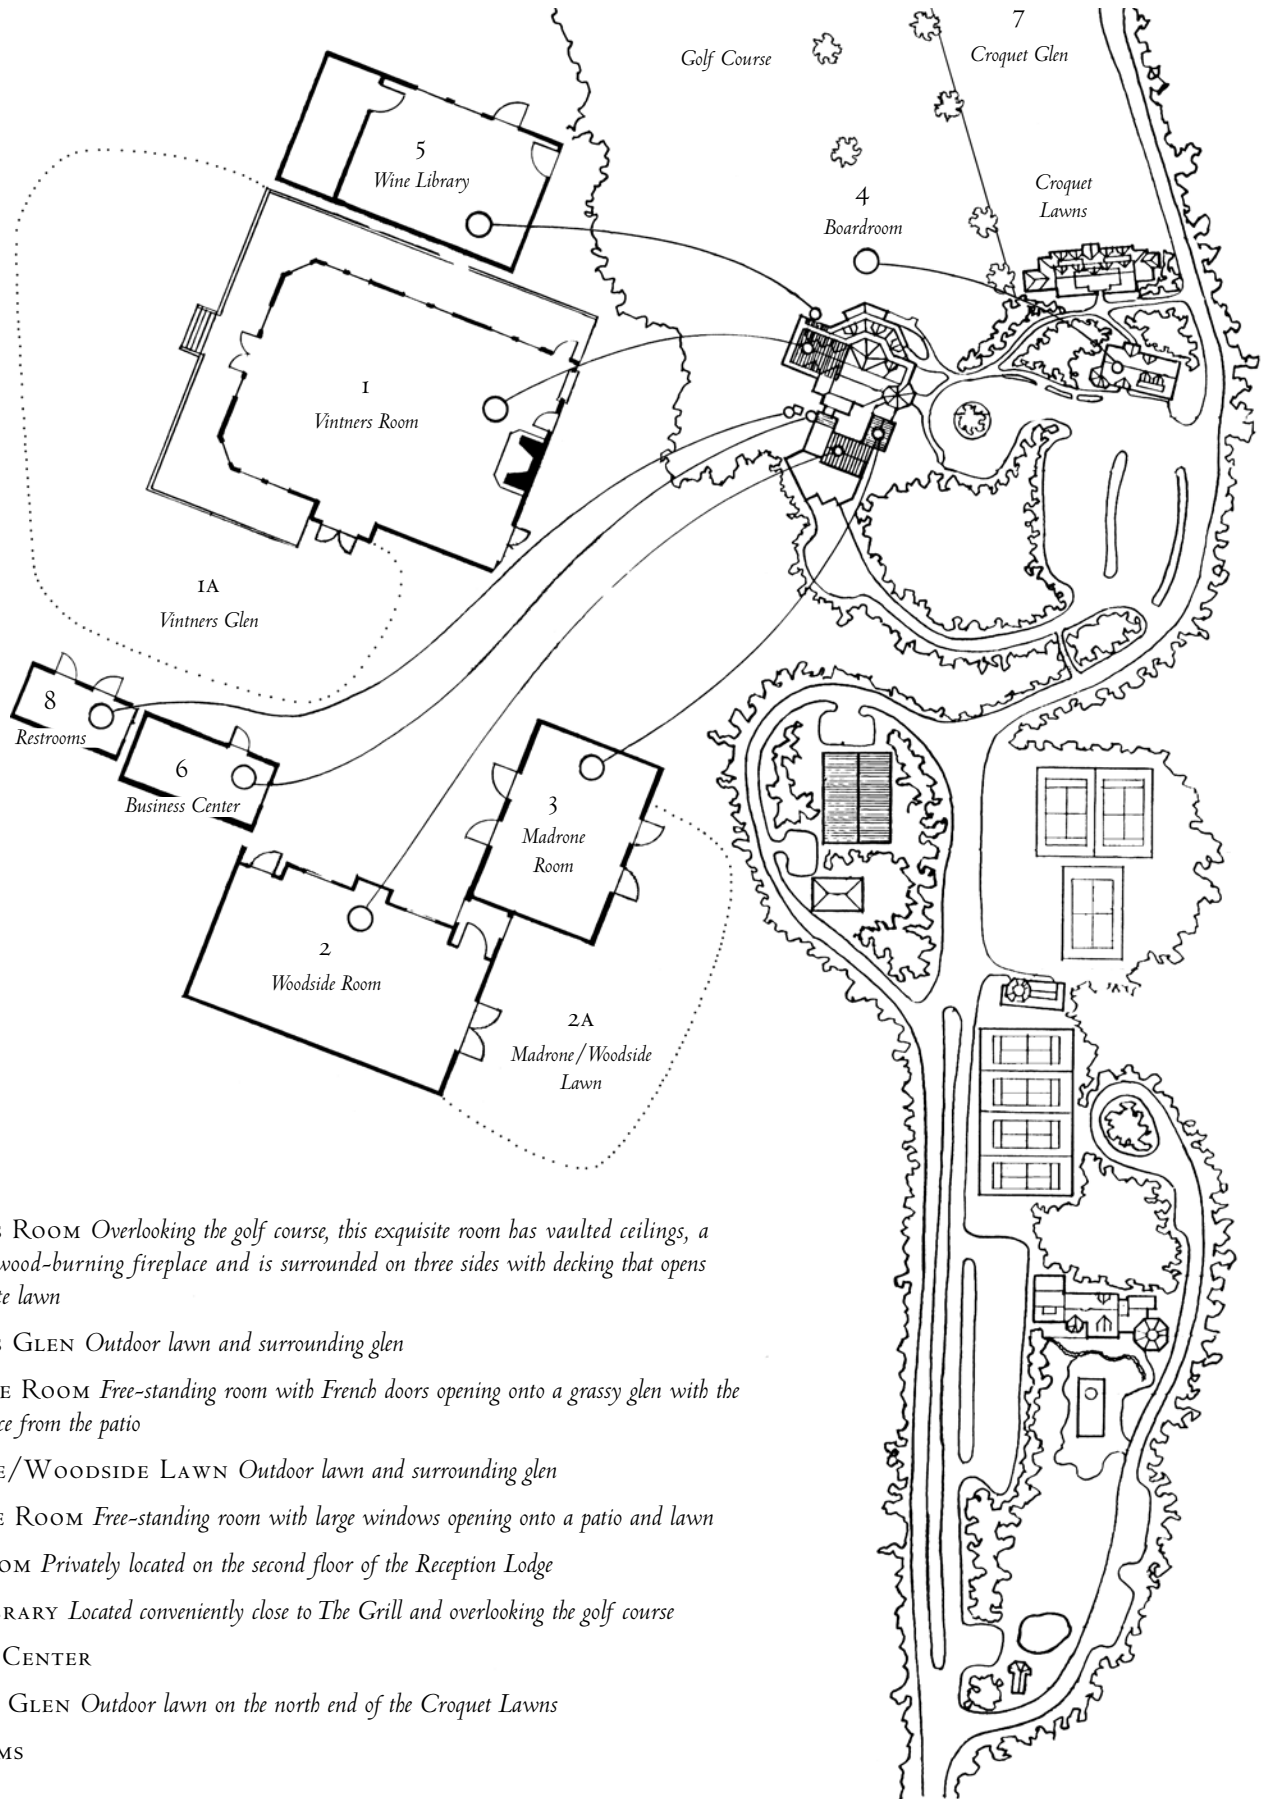 7
Croquet Glen
Golf Course
5
Wine Library
4
Boardroom
Croquet
Lawns
1
Vintners Room
1A
Vintners Glen
8
Restrooms
6
Business Center
3
Madrone
Room
2
Woodside Room
2A
Madrone/Woodside
Lawn
S ROOM Overlooking the golf course, this exquisite room has vaulted ceilings, a
wood-burning fireplace and is surrounded on three sides with decking that opens
te lawn
S GLEN Outdoor lawn and surrounding glen
E ROOM Free-standing room with French doors opening onto a grassy glen with the
ce from the patio
E/WOODSIDE LAWN Outdoor lawn and surrounding glen
E ROOM Free-standing room with large windows opening onto a patio and lawn
OM Privately located on the second floor of the Reception Lodge
RARY Located conveniently close to The Grill and overlooking the golf course
CENTER
GLEN Outdoor lawn on the north end of the Croquet Lawns
MS